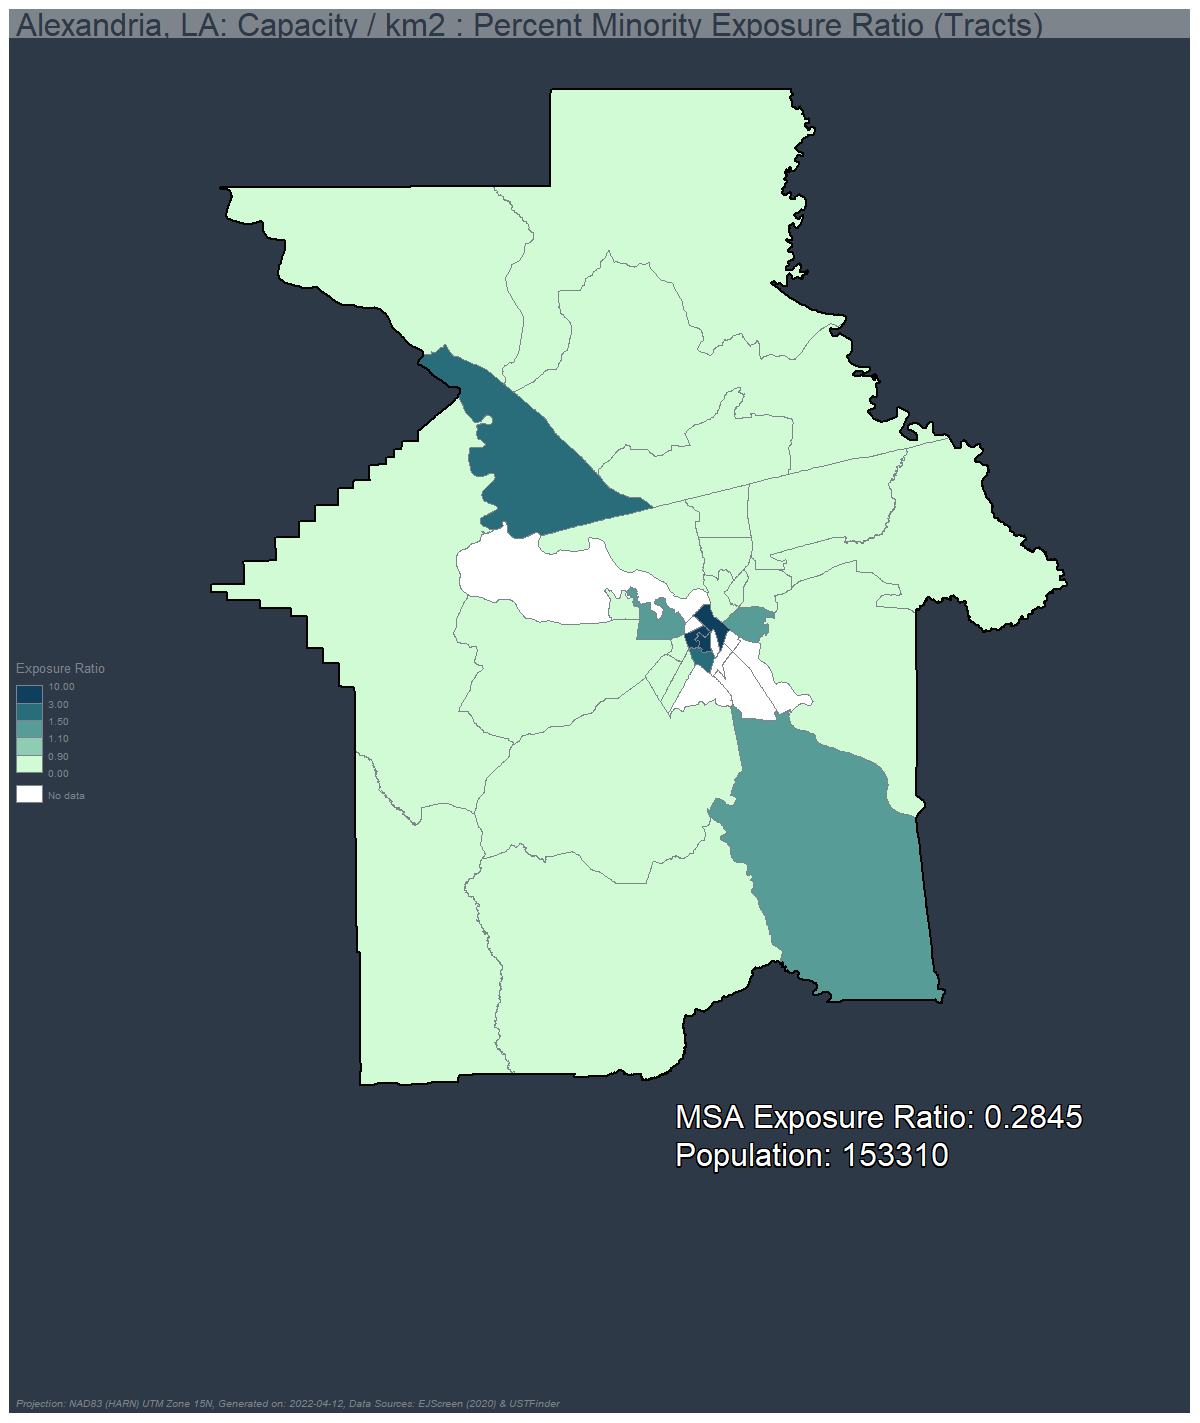 Alexandria, LA: Capacity / km2 : Percent Minority Exposure Ratio (Tracts)
Exposure Ratio
10.00
3.00
1.50
1.10
0.90
0.00
No data
MSA Exposure Ratio: 0.2845
Population: 153310
Projection: NAD83 (HARN) UTM Zone 15N, Generated on: 2022-04-12, Data Sources: EJScreen (2020) & USTFinder